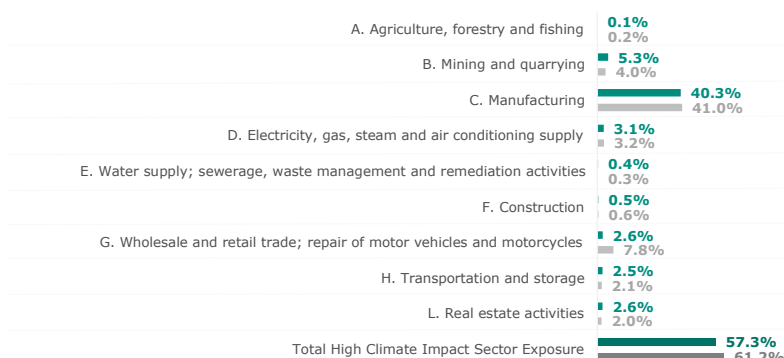 A. Agriculture, forestry and fishing
0.1%
0.2%
B. Mining and quarrying
5.3%
4.0%
C. Manufacturing
40.3%
41.0%
D. Electricity, gas, steam and air conditioning supply
3.1%
3.2%
E. Water supply; sewerage, waste management and remediation activities
0.4%
0.3%
F. Construction
0.5%
0.6%
G. Wholesale and retail trade; repair of motor vehicles and motorcycles
2.6%
7.8%
H. Transportation and storage
2.5%
2.1%
L. Real estate activities
2.6%
2.0%
Total High Climate Impact Sector Exposure
57.3%
61.2%